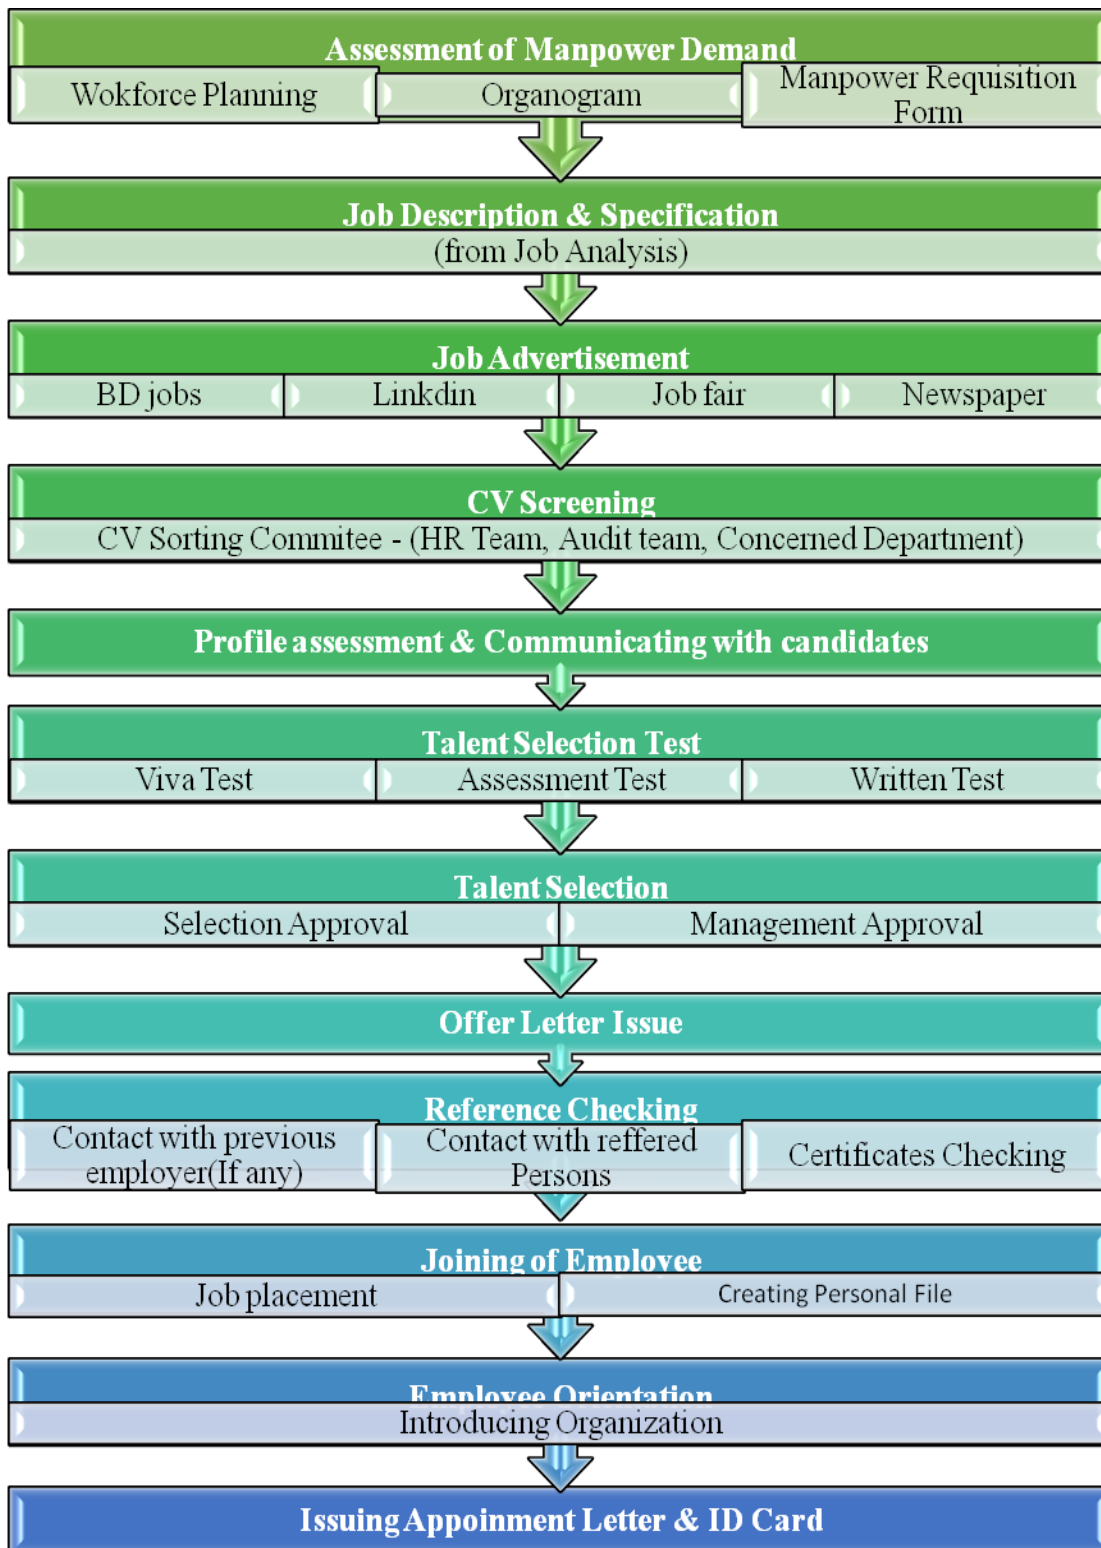 Assessment of Manpower Demand
Wokforce Planning
Organogram
Manpower Requisition
Form
Job Description & Specification
(from Job Analysis)
Job Advertisement
BD jobs
Linkdin
Job fair
Newspaper
CV Screening
CV Sorting Commitee - (HR Team, Audit team, Concerned Department)
Profile assessment & Communicating with candidates
Talent Selection Test
Viva Test
Assessment Test
Written Test
Talent Selection
Selection Approval
Management Approval
Offer Letter Issue
Reference Checking
Contact with previous
employer(If any)
Contact with reffered
Persons
Certificates Checking
Joining of Employee
Job placement
Creating Personal File
Employee Orientation
Introducing Organization
Issuing Appoinment Letter & ID Card